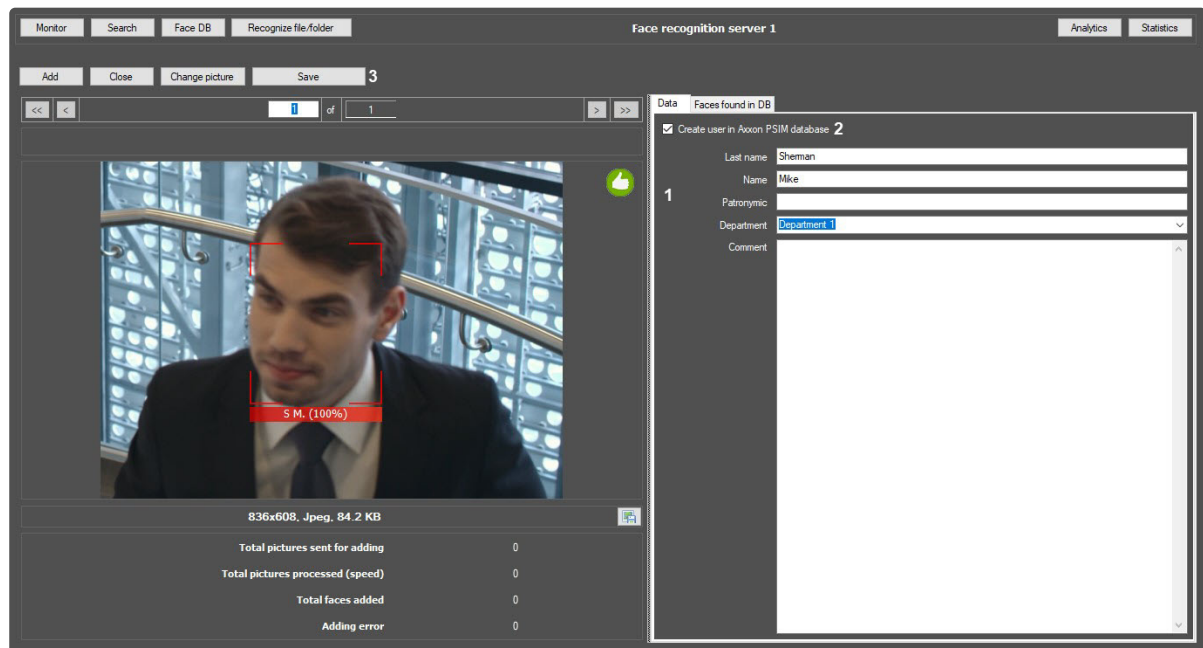 Monitor Search Face DB Recognize file/folder Face recognition server 1 Analytics Statistics
Add Close Change picture Save 3
<< < 1 of 1 > >>
S M. (100%)
836x608, Jpeg, 84.2 KB
Total pictures sent for adding 0
Total pictures processed (speed) 0
Total faces added 0
Adding error 0
Data Faces found in DB
Create user in Axxon PSIM database 2
Last name Sherman
Name Mike
1
Patronymic
Department Department 1
Comment